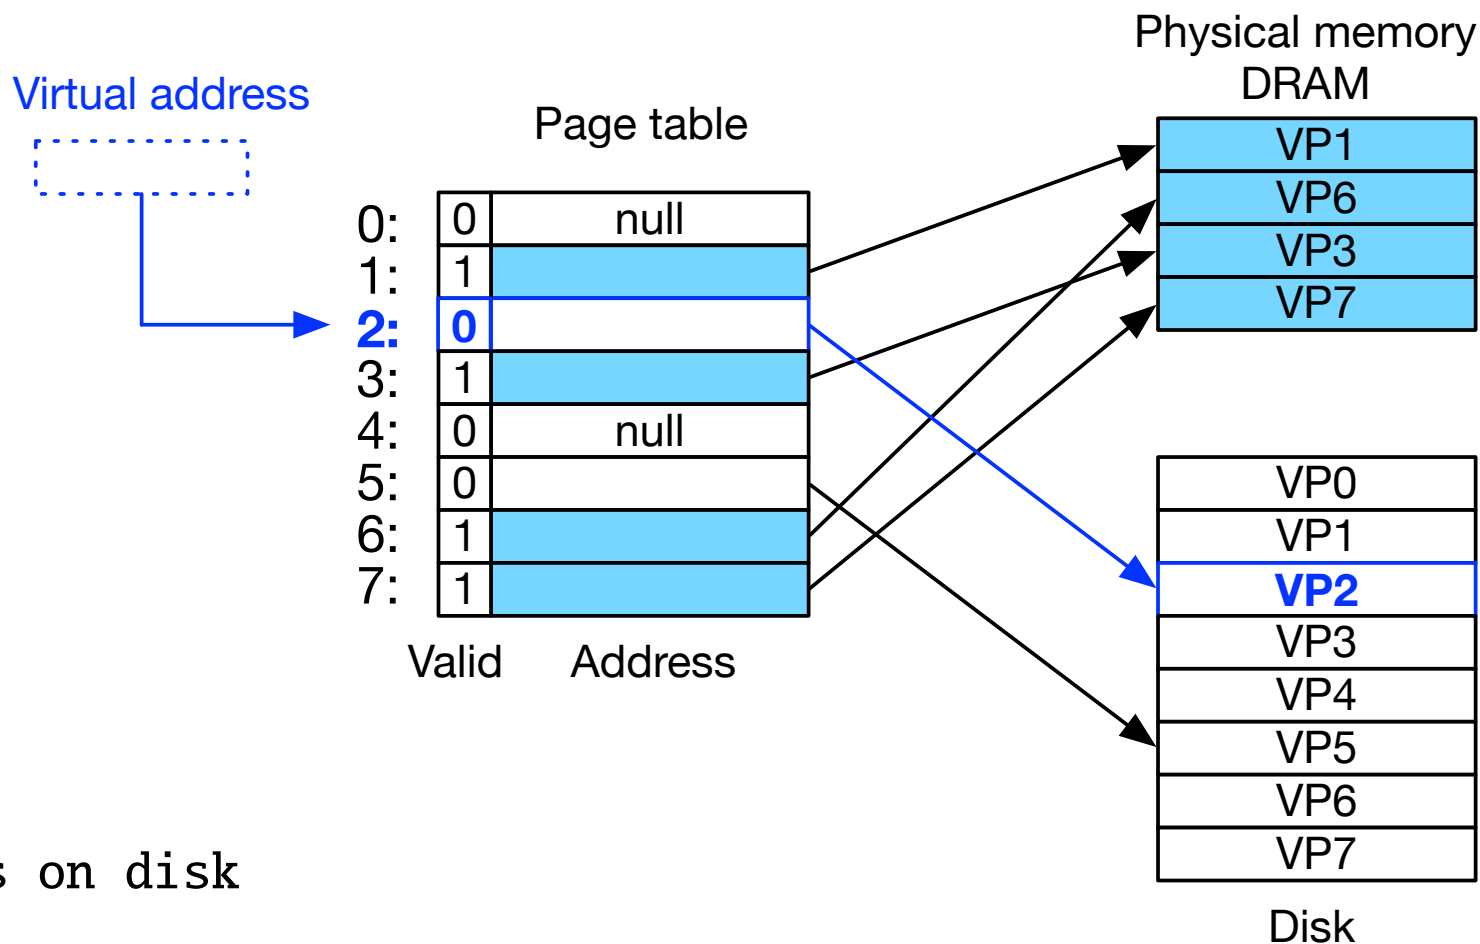 Physical memory
DRAM
Virtual address
Page table
0: 0 null
1: 1
2: 0
3: 1
4: 0 null
5: 0
6: 1
7: 1
Valid Address
VP1
VP6
VP3
VP7
VP0
VP1
VP2
VP3
VP4
VP5
VP6
VP7
Disk
s on disk